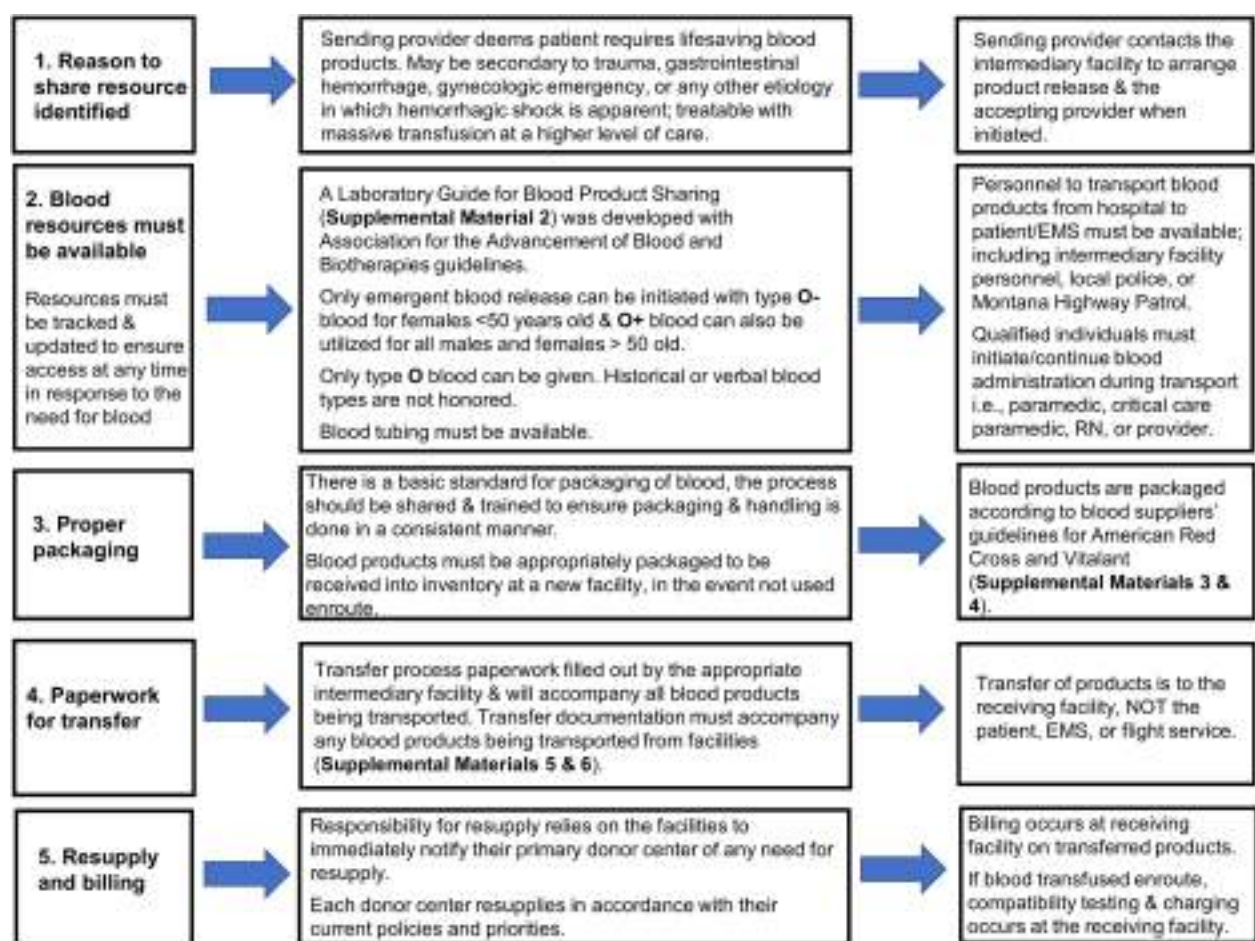 1. Reason to
share resource
identified
Sending provider deems patient requires lifesaving blood
products. May be secondary to trauma, gastrointestinal
hemorrhage, gynecologic emergency, or any other etiology
in which hemorrhagic shock is apparent; treatable with
massive transfusion at a higher level of care.
Sending provider contacts the
intermediary facility to arrange
product release & the
accepting provider when
initiated.
2. Blood
resources must
be available
Resources must
be tracked &
updated to ensure
access at any time
in response to the
need for blood
A Laboratory Guide for Blood Product Sharing
(Supplemental Material 2) was developed with
Association for the Advancement of Blood and
Biotherapies guidelines.
Only emergent blood release can be initiated with type O-
blood for females <50 years old & O+ blood can also be
utilized for all males and females > 50 old.
Only type O blood can be given. Historical or verbal blood
types are not honored.
Blood tubing must be available.
Personnel to transport blood
products from hospital to
patient/EMS must be available;
including intermediary facility
personnel, local police, or
Montana Highway Patrol.
Qualified individuals must
initiate/continue blood
administration during transport
i.e., paramedic, critical care
paramedic, RN, or provider.
3. Proper
packaging
There is a basic standard for packaging of blood, the process
should be shared & trained to ensure packaging & handling is
done in a consistent manner.
Blood products must be appropriately packaged to be
received into inventory at a new facility, in the event not used
enroute.
Blood products are packaged
according to blood suppliers'
guidelines for American Red
Cross and Vitalant
(Supplemental Materials 3 &
4).
4. Paperwork
for transfer
Transfer process paperwork filled out by the appropriate
intermediary facility & will accompany all blood products
being transported. Transfer documentation must accompany
any blood products being transported from facilities
(Supplemental Materials 5 & 6).
Transfer of products is to the
receiving facility, NOT the
patient, EMS, or flight service.
5. Resupply
and billing
Responsibility for resupply relies on the facilities to
immediately notify their primary donor center of any need for
resupply.
Each donor center resupplies in accordance with their
current policies and priorities.
Billing occurs at receiving
facility on transferred products.
If blood transfused enroute,
compatibility testing & charging
occurs at the receiving facility.